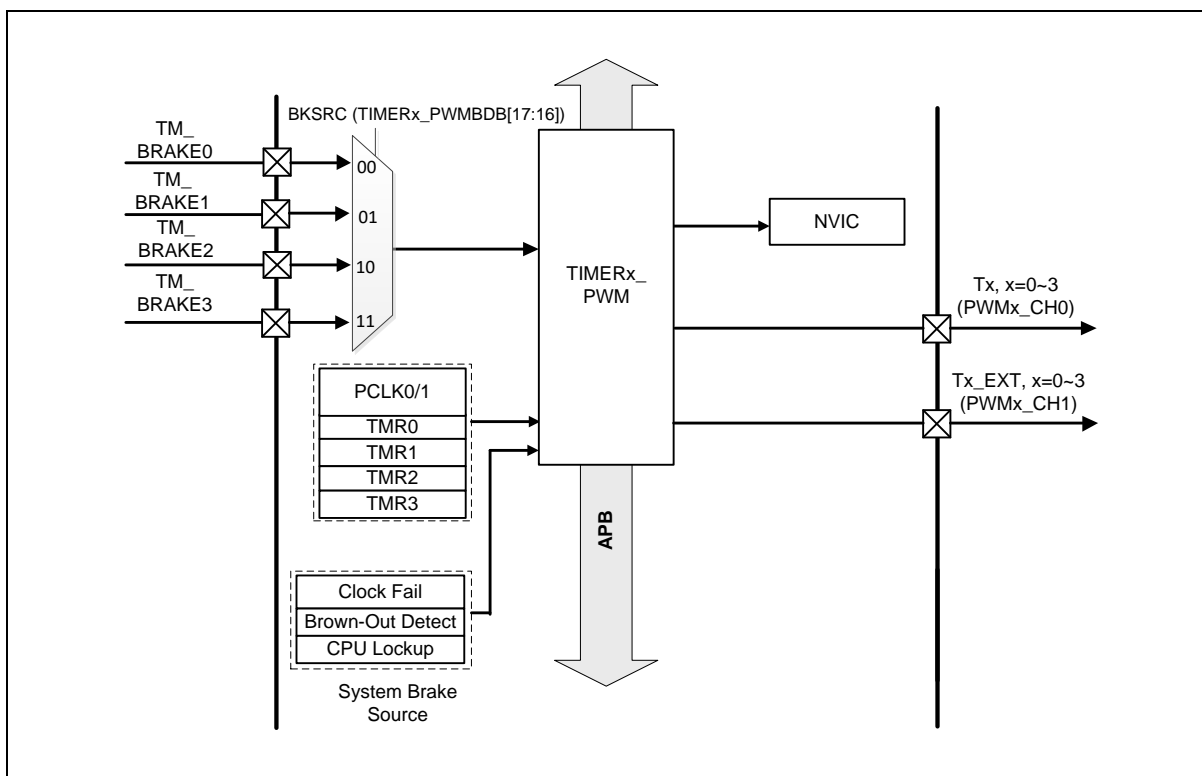 BKSRC (TIMERx_PWMBDB[17:16])
TM_
BRAKE0
TM_
BRAKE1
TM_
BRAKE2
TM_
BRAKE3
00
01
10
11
TIMERx_
PWM
NVIC
Tx, x=0~3
(PWMx_CH0)
Tx_EXT, x=0~3
(PWMx_CH1)
PCLK0/1
TMR0
TMR1
TMR2
TMR3
APB
Clock Fail
Brown-Out Detect
CPU Lockup
System Brake
Source